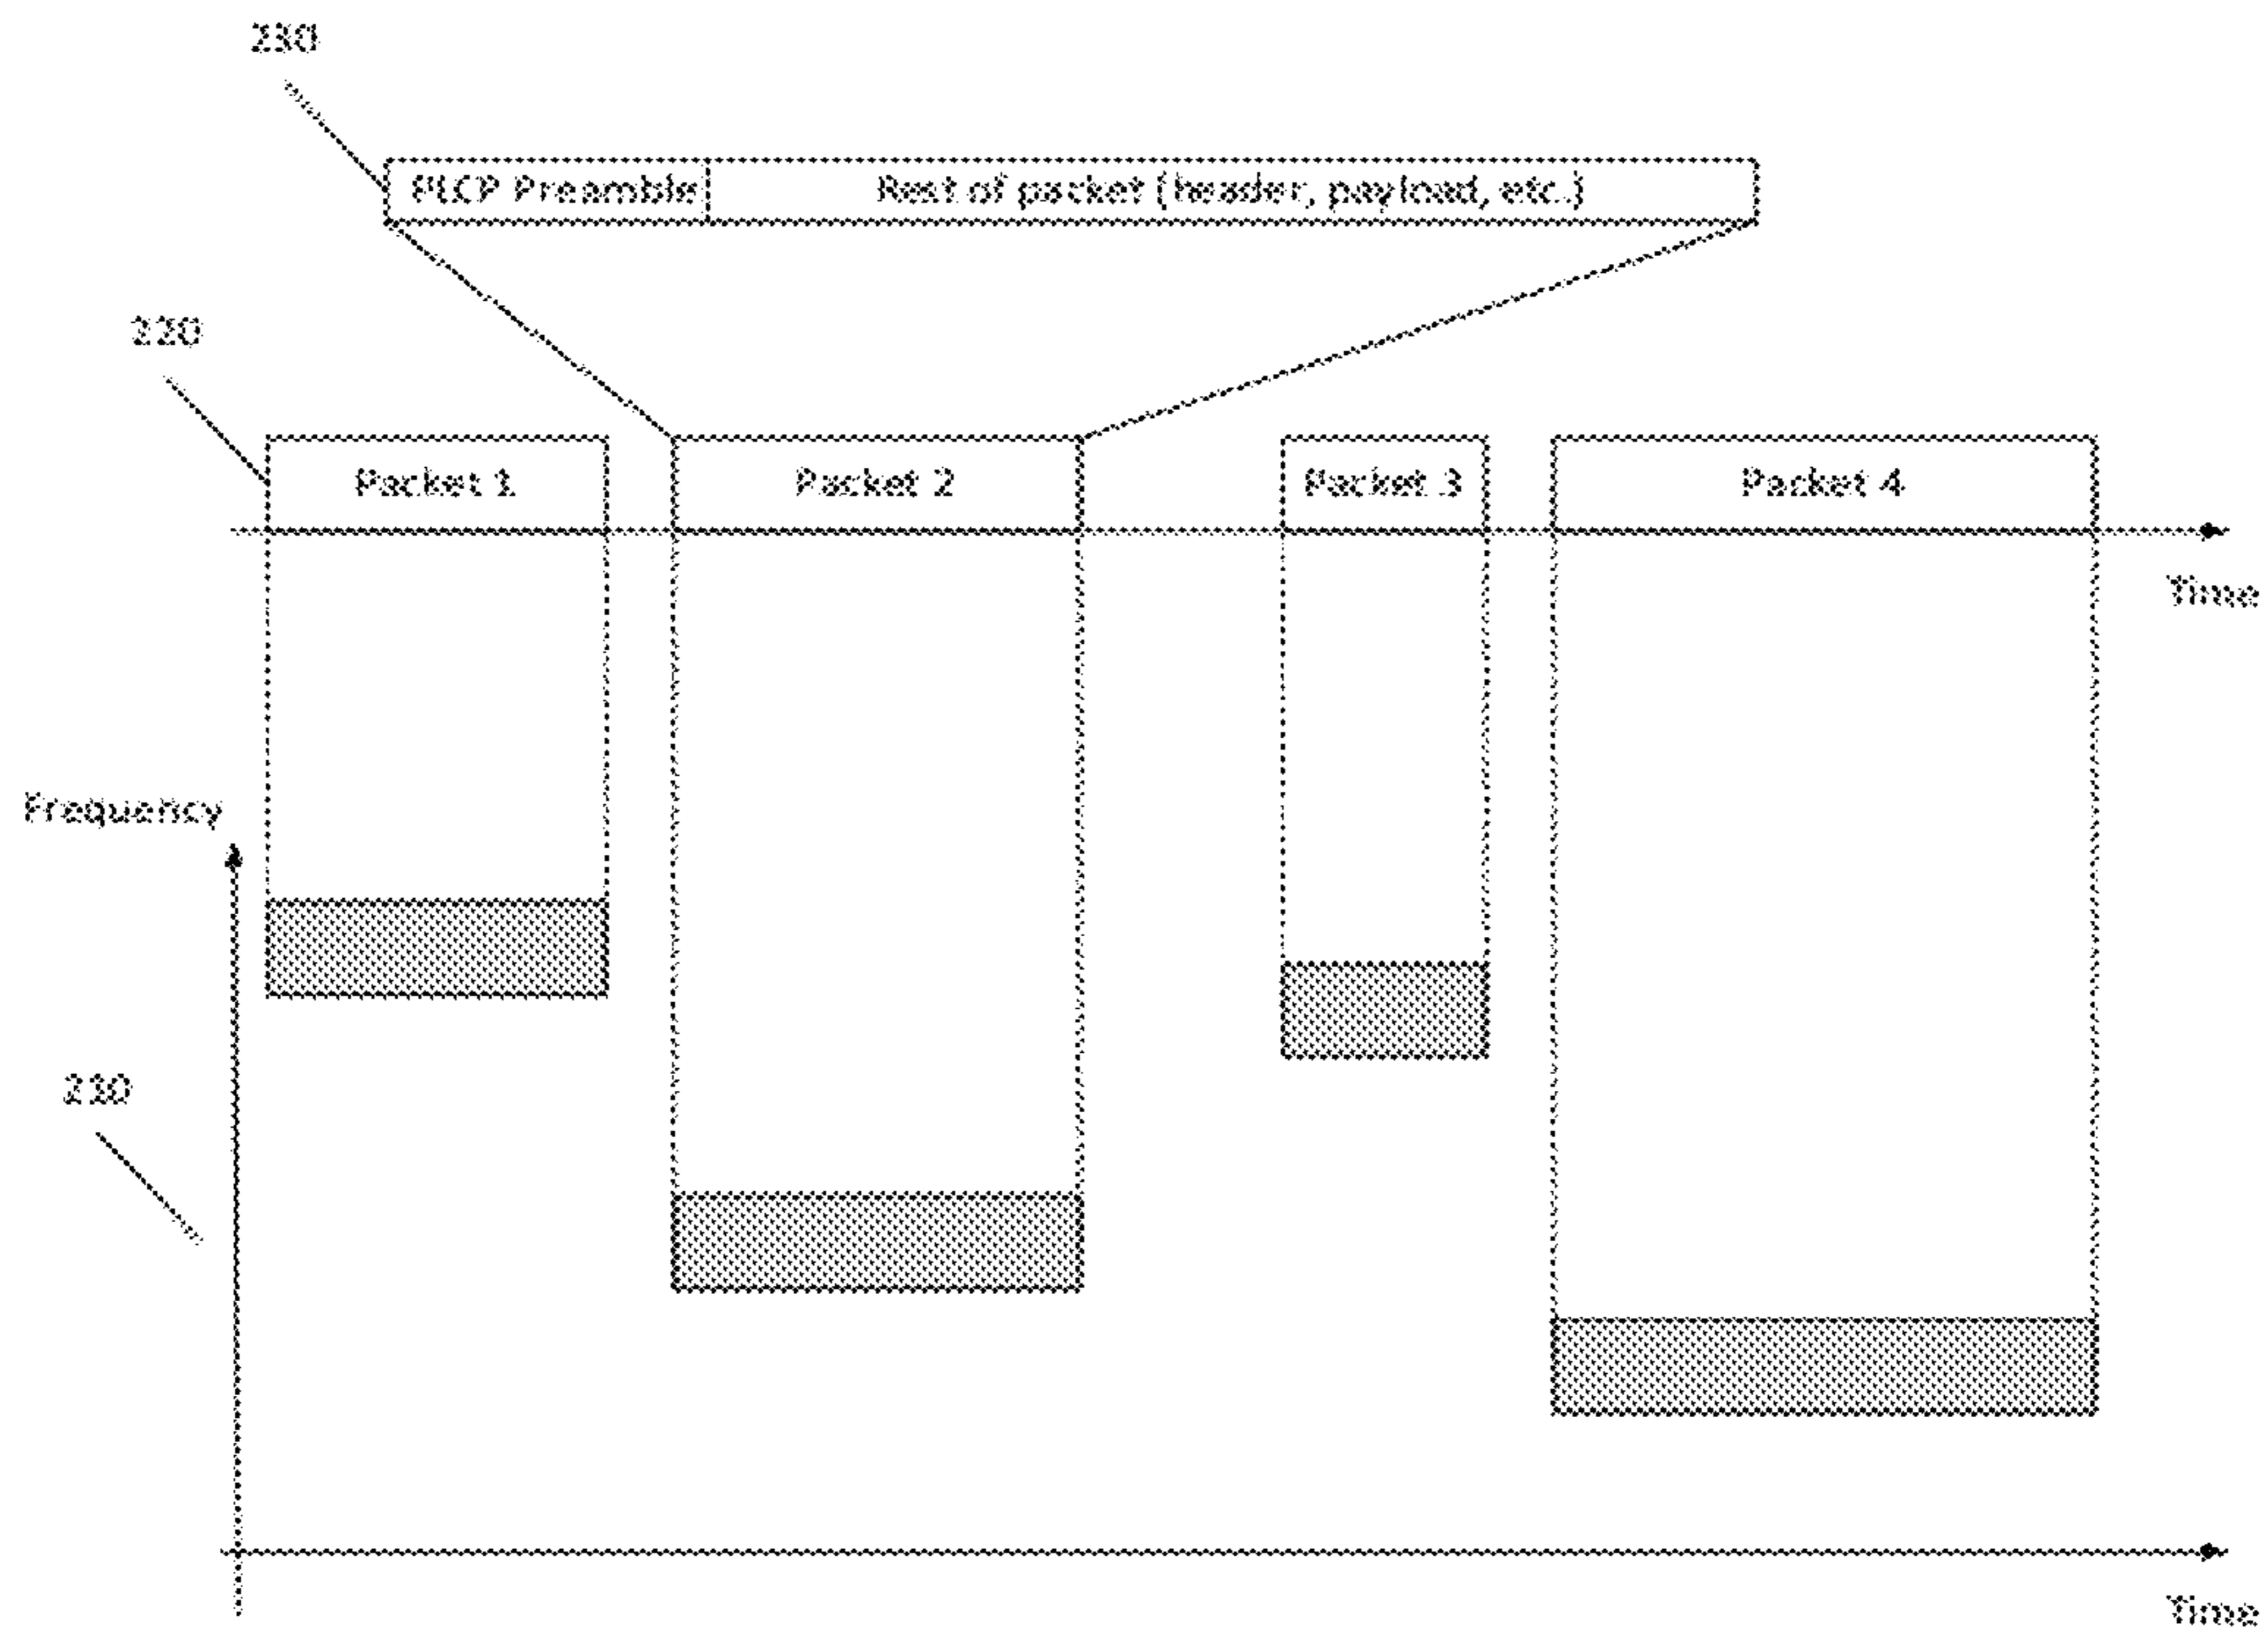 230
PLCP Preamble
Rest of packet (header, payload, etc.)
220
Packet 1
Packet 2
Packet 3
Packet 4
Time
Frequency
210
Time